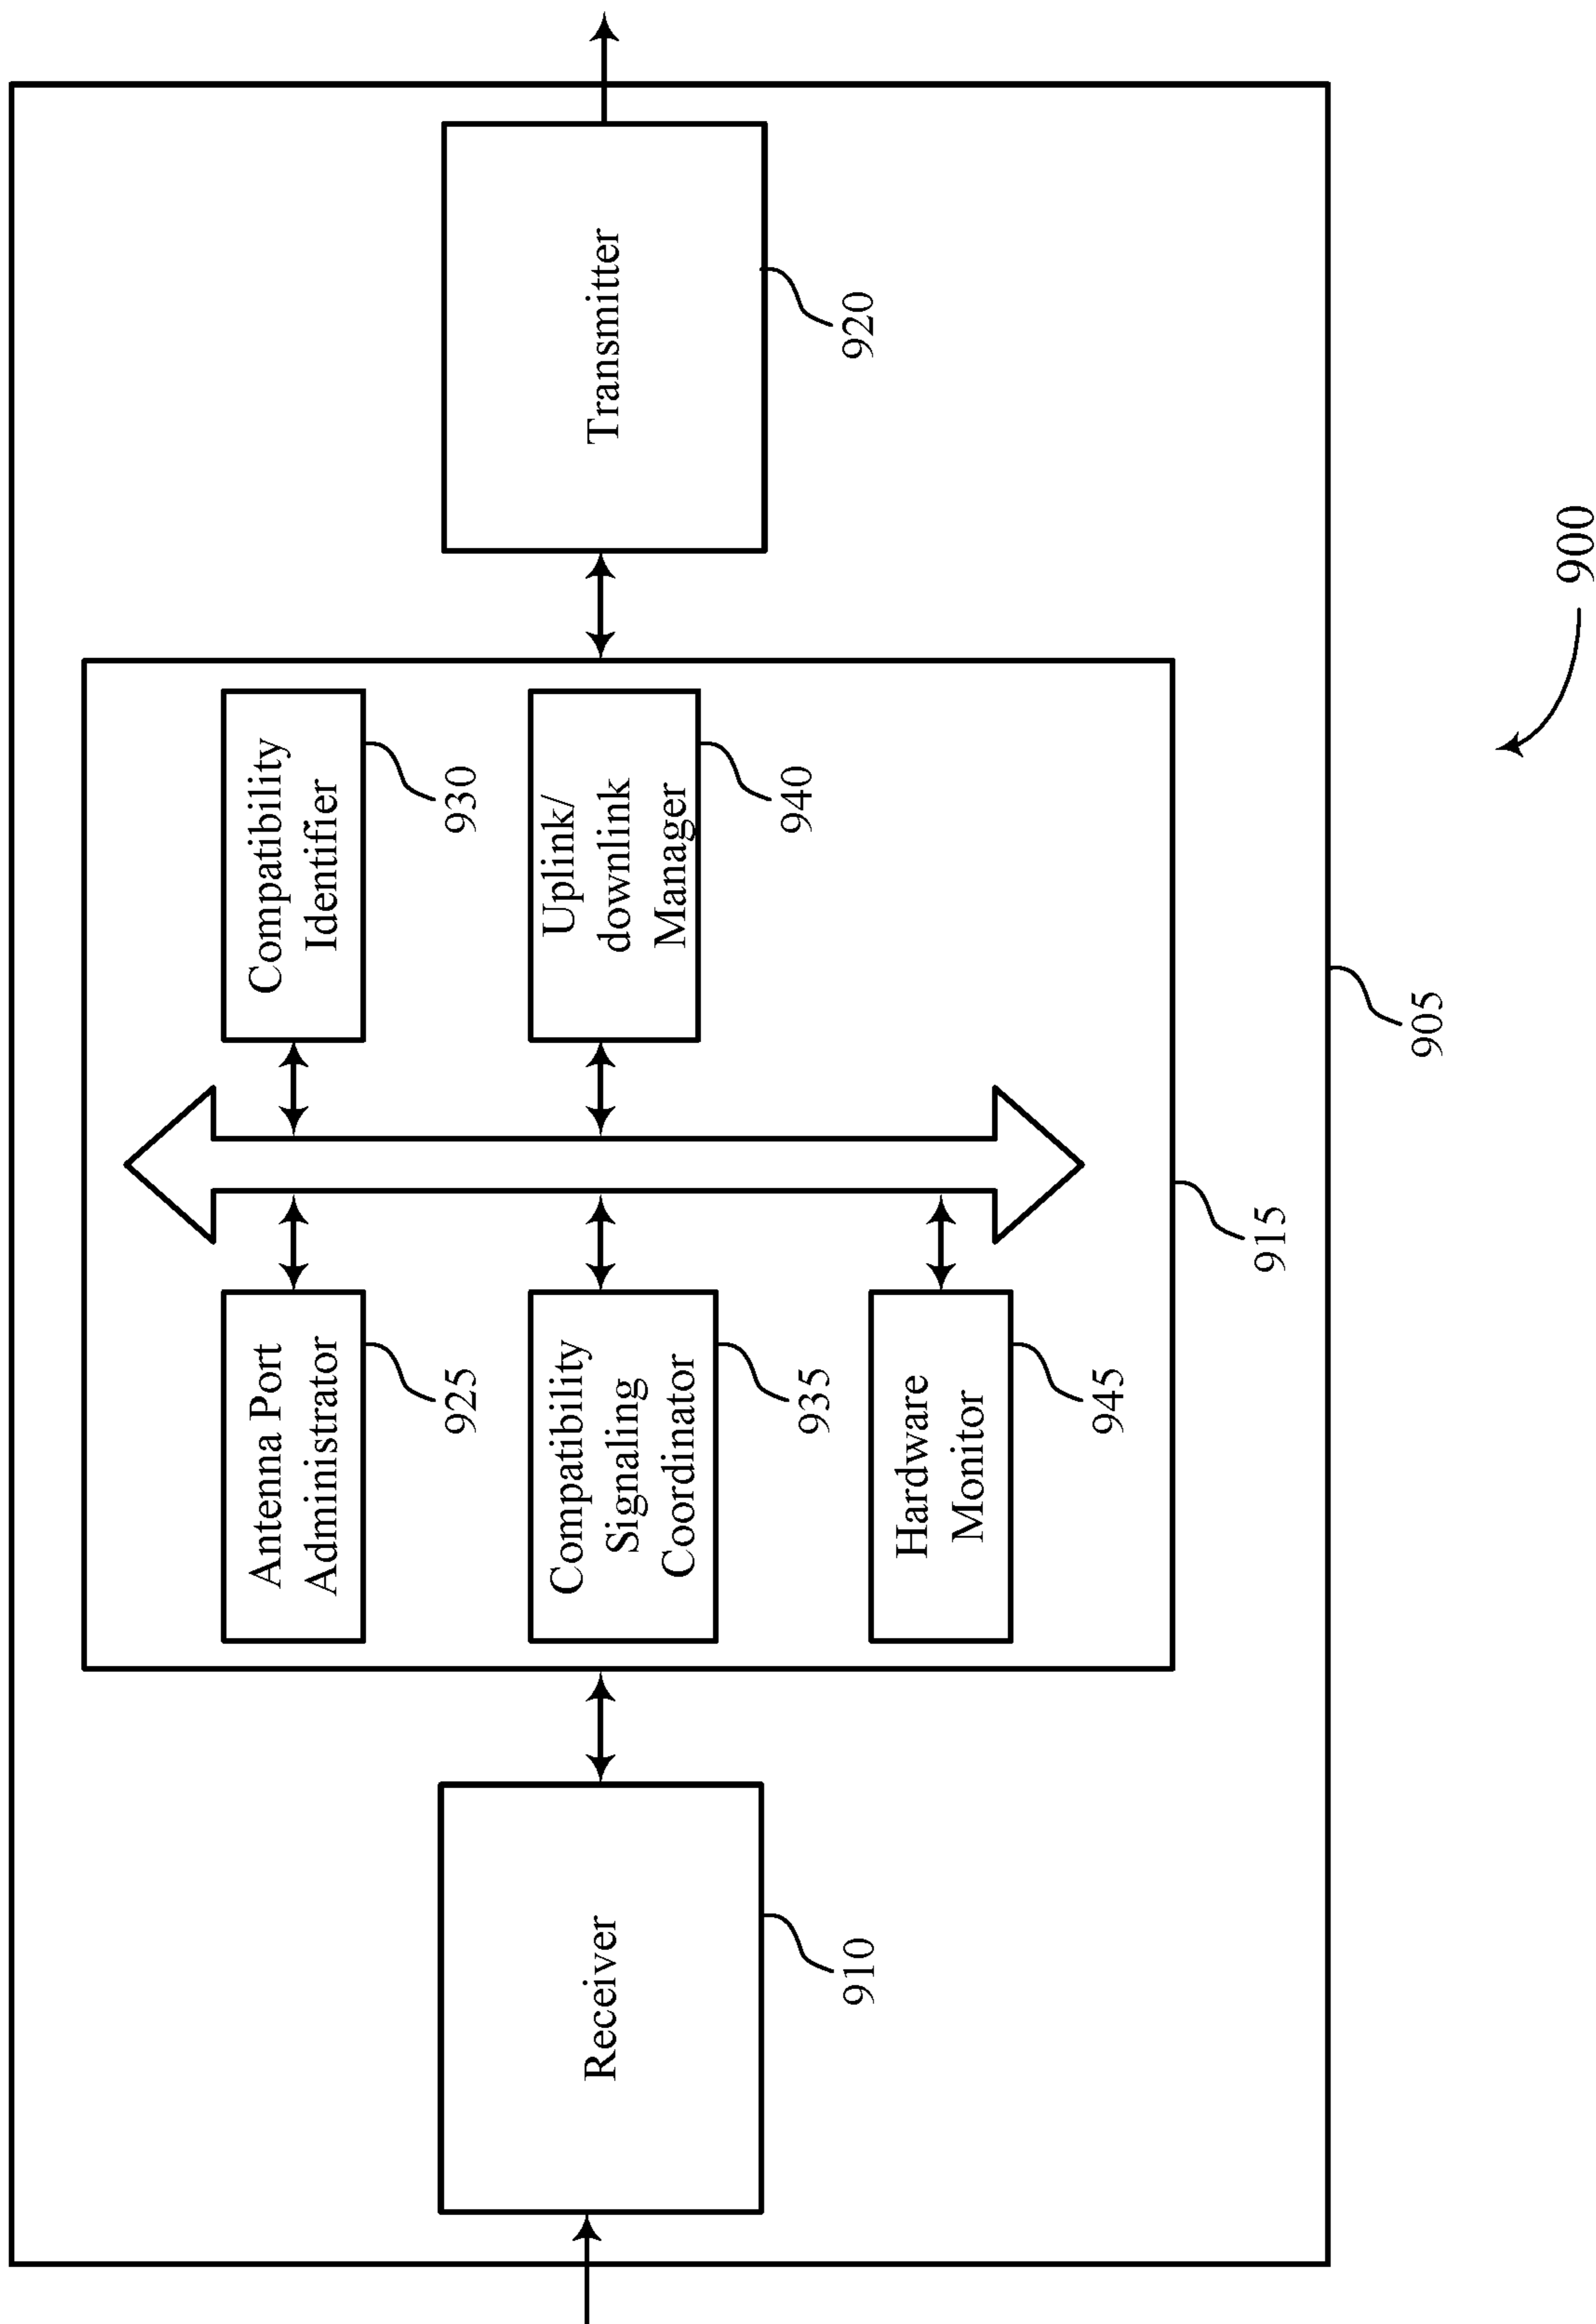 Receiver
910
Antenna Port
Administrator
925
Compatibility
Signaling
Coordinator
935
Hardware
Monitor
945
Compatibility
Identifier
930
Uplink/
downlink
Manager
940
915
Transmitter
920
905
900